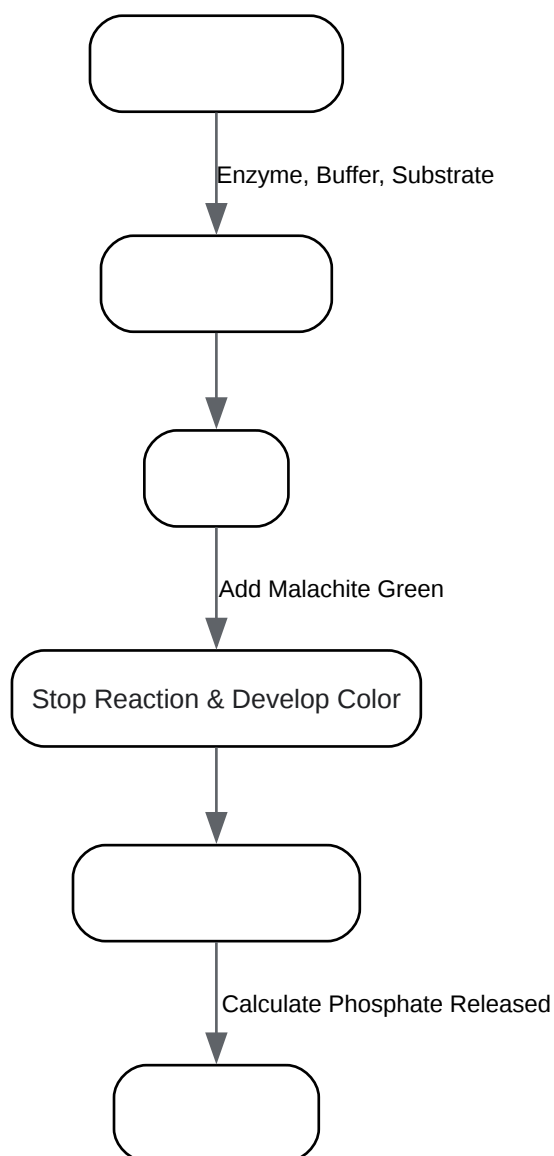 Enzyme, Buffer, Substrate
Add Malachite Green
Stop Reaction & Develop Color
Calculate Phosphate Released